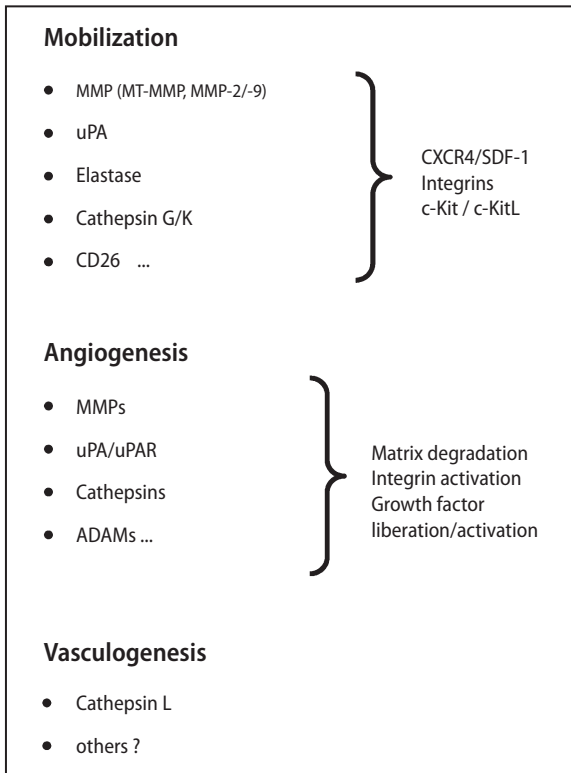 Mobilization
• MMP (MT-MMP, MMP-2/-9)
• uPA
• Elastase
• Cathepsin G/K
• CD26 ...
CXCR4/SDF-1
Integrins
c-Kit / c-KitL
Angiogenesis
• MMPs
• uPA/uPAR
• Cathepsins
• ADAMs ...
Matrix degradation
Integrin activation
Growth factor
liberation/activation
Vasculogenesis
• Cathepsin L
• others ?